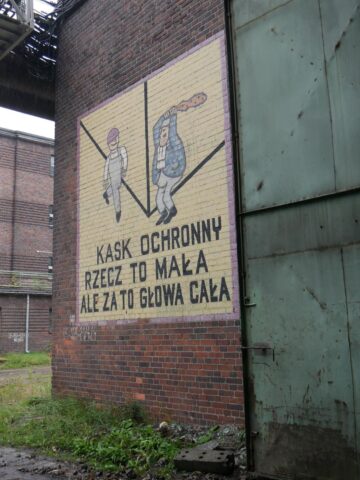 KASK OCHRONNY
RZECZ TO MAŁA
ALE ZA TO GŁOWA CAŁA